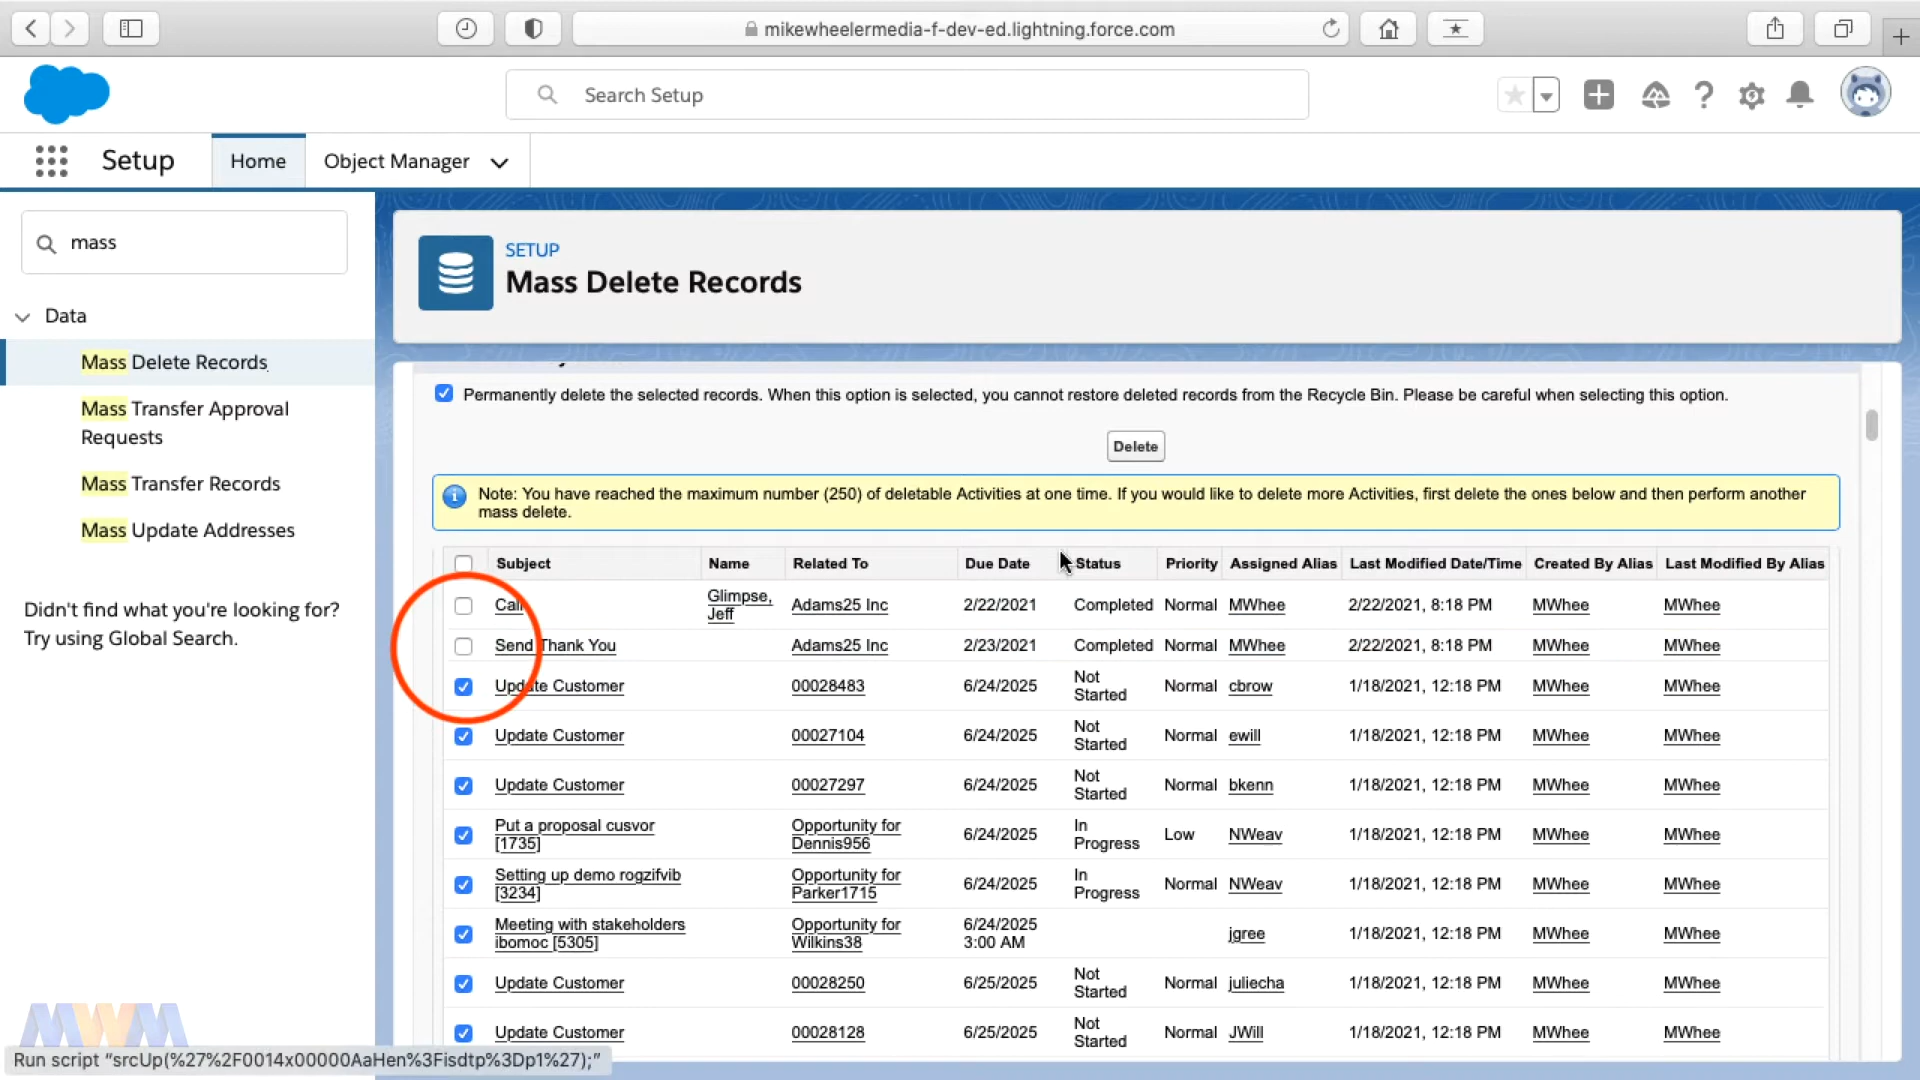 mikewheelermedia-f-dev-ed.lightning.force.com
Search Setup
Setup
Home
Object Manager
mass
Data
Mass Delete Records
Mass Transfer Approval
Requests
Mass Transfer Records
Mass Update Addresses
Didn't find what you're looking for?
Try using Global Search.
SETUP
Mass Delete Records
Permanently delete the selected records. When this option is selected, you cannot restore deleted records from the Recycle Bin. Please be careful when selecting this option.
Delete
Note: You have reached the maximum number (250) of deletable Activities at one time. If you would like to delete more Activities, first delete the ones below and then perform another
mass delete.
Subject Name Related To Due Date Status Priority Assigned Alias Last Modified Date/Time Created By Alias Last Modified By Alias
Call Glimpse, Jeff Adams25 Inc 2/22/2021 Completed Normal MWhee 2/22/2021, 8:18 PM MWhee MWhee
Send Thank You Adams25 Inc 2/23/2021 Completed Normal MWhee 2/22/2021, 8:18 PM MWhee MWhee
Update Customer 00028483 6/24/2025 Not Started Normal cbrow 1/18/2021, 12:18 PM MWhee MWhee
Update Customer 00027104 6/24/2025 Not Started Normal ewill 1/18/2021, 12:18 PM MWhee MWhee
Update Customer 00027297 6/24/2025 Not Started Normal bkenn 1/18/2021, 12:18 PM MWhee MWhee
Put a proposal cusvor [1735] Opportunity for Dennis956 6/24/2025 In Progress Low NWeav 1/18/2021, 12:18 PM MWhee MWhee
Setting up demo rogzifvib [3234] Opportunity for Parker1715 6/24/2025 In Progress Normal NWeav 1/18/2021, 12:18 PM MWhee MWhee
Meeting with stakeholders ibomoc [5305] Opportunity for Wilkins38 6/24/2025 3:00 AM jgree 1/18/2021, 12:18 PM MWhee MWhee
Update Customer 00028250 6/25/2025 Not Started Normal juliecha 1/18/2021, 12:18 PM MWhee MWhee
Update Customer 00028128 6/25/2025 Not Started Normal JWill 1/18/2021, 12:18 PM MWhee MWhee
MWM
Run script “srcUp(%27%2F0014x00000AaHen%3Fisdtp%3Dp1%27);”